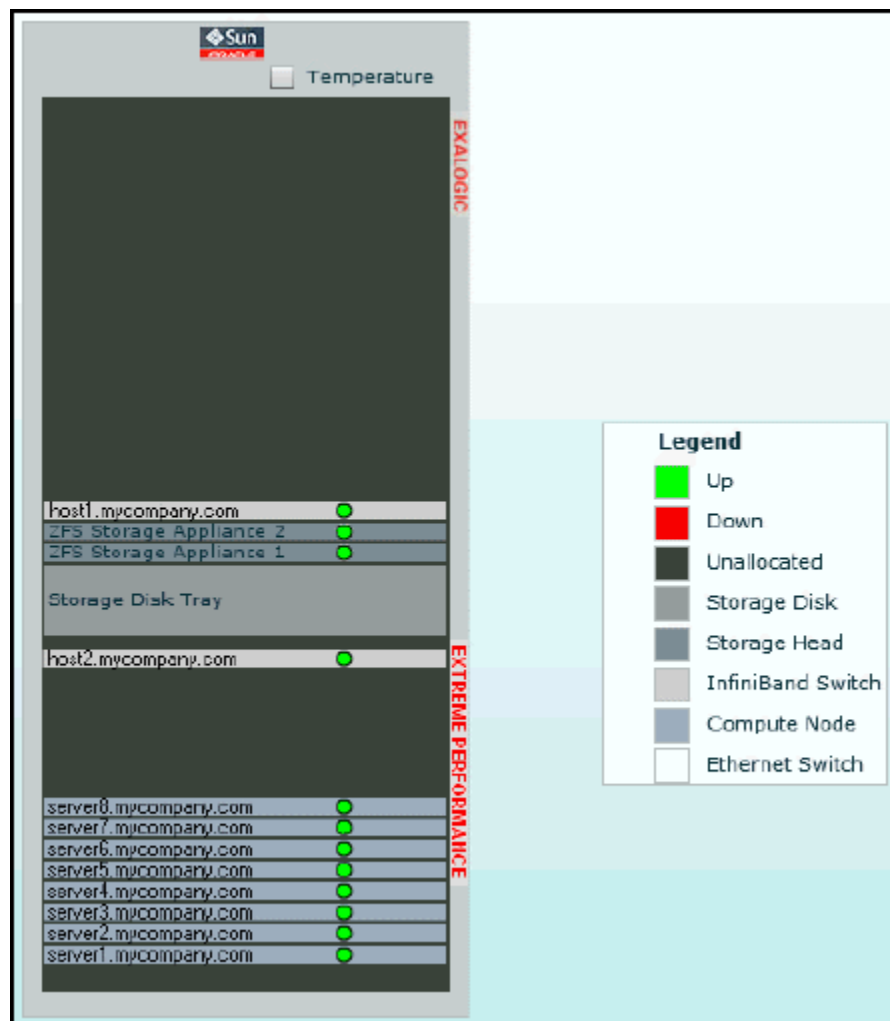 Sun
ORACLE
Temperature
EXALOGIC
host1.mycompany.com
ZFS Storage Appliance 2
ZFS Storage Appliance 1
Storage Disk Tray
host2.mycompany.com
EXTREME PERFORMANCE
server8.mycompany.com
server7.mycompany.com
server6.mycompany.com
server5.mycompany.com
server4.mycompany.com
server3.mycompany.com
server2.mycompany.com
server1.mycompany.com
Legend
Up
Down
Unallocated
Storage Disk
Storage Head
InfiniBand Switch
Compute Node
Ethernet Switch